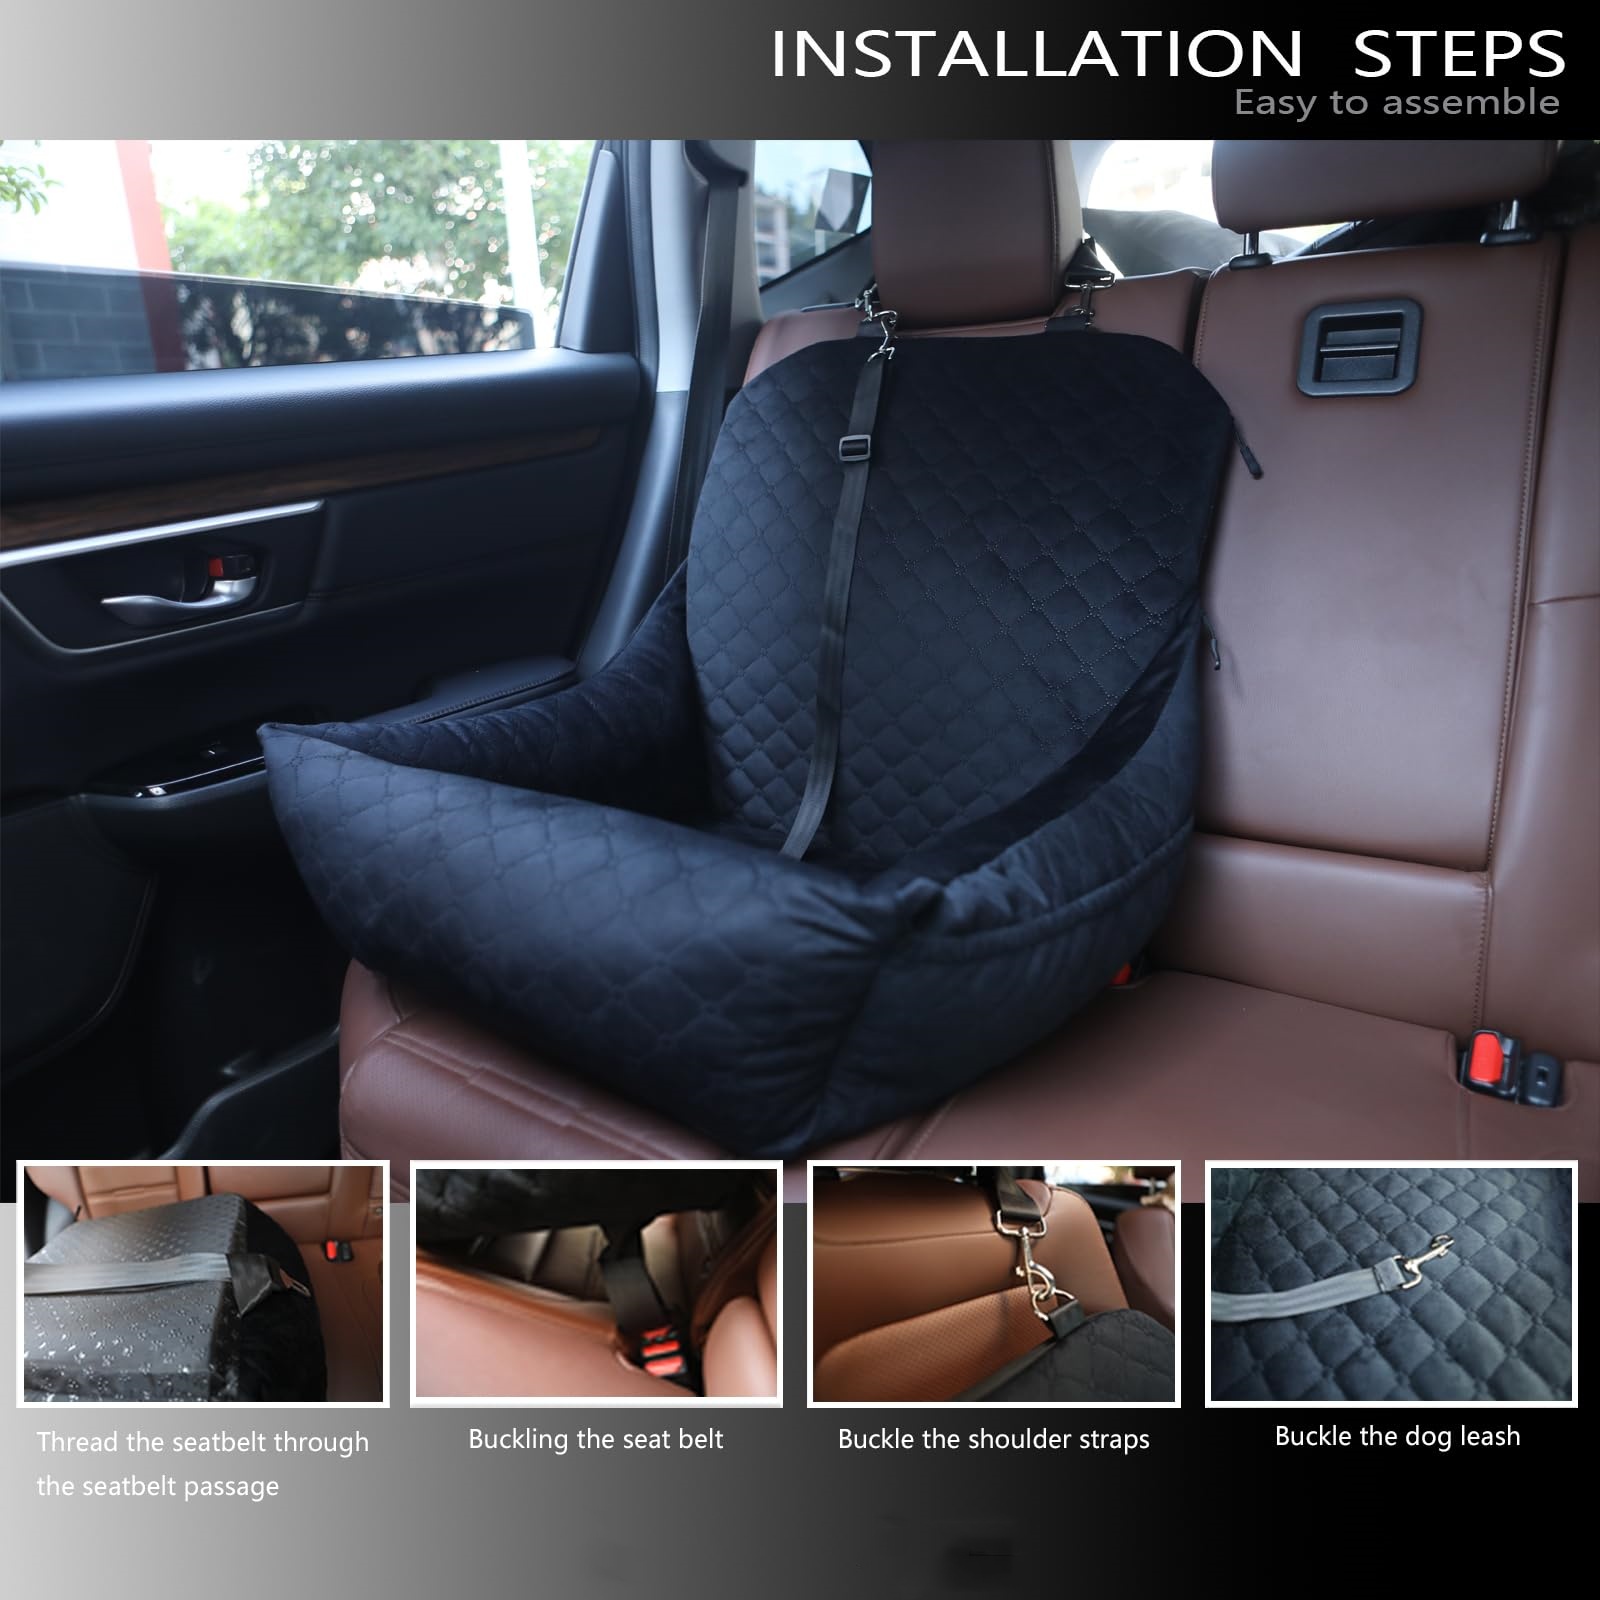 INSTALLATION STEPS
Easy to assemble
Thread the seatbelt through
the seatbelt passage
Buckling the seat belt
Buckle the shoulder straps
Buckle the dog leash